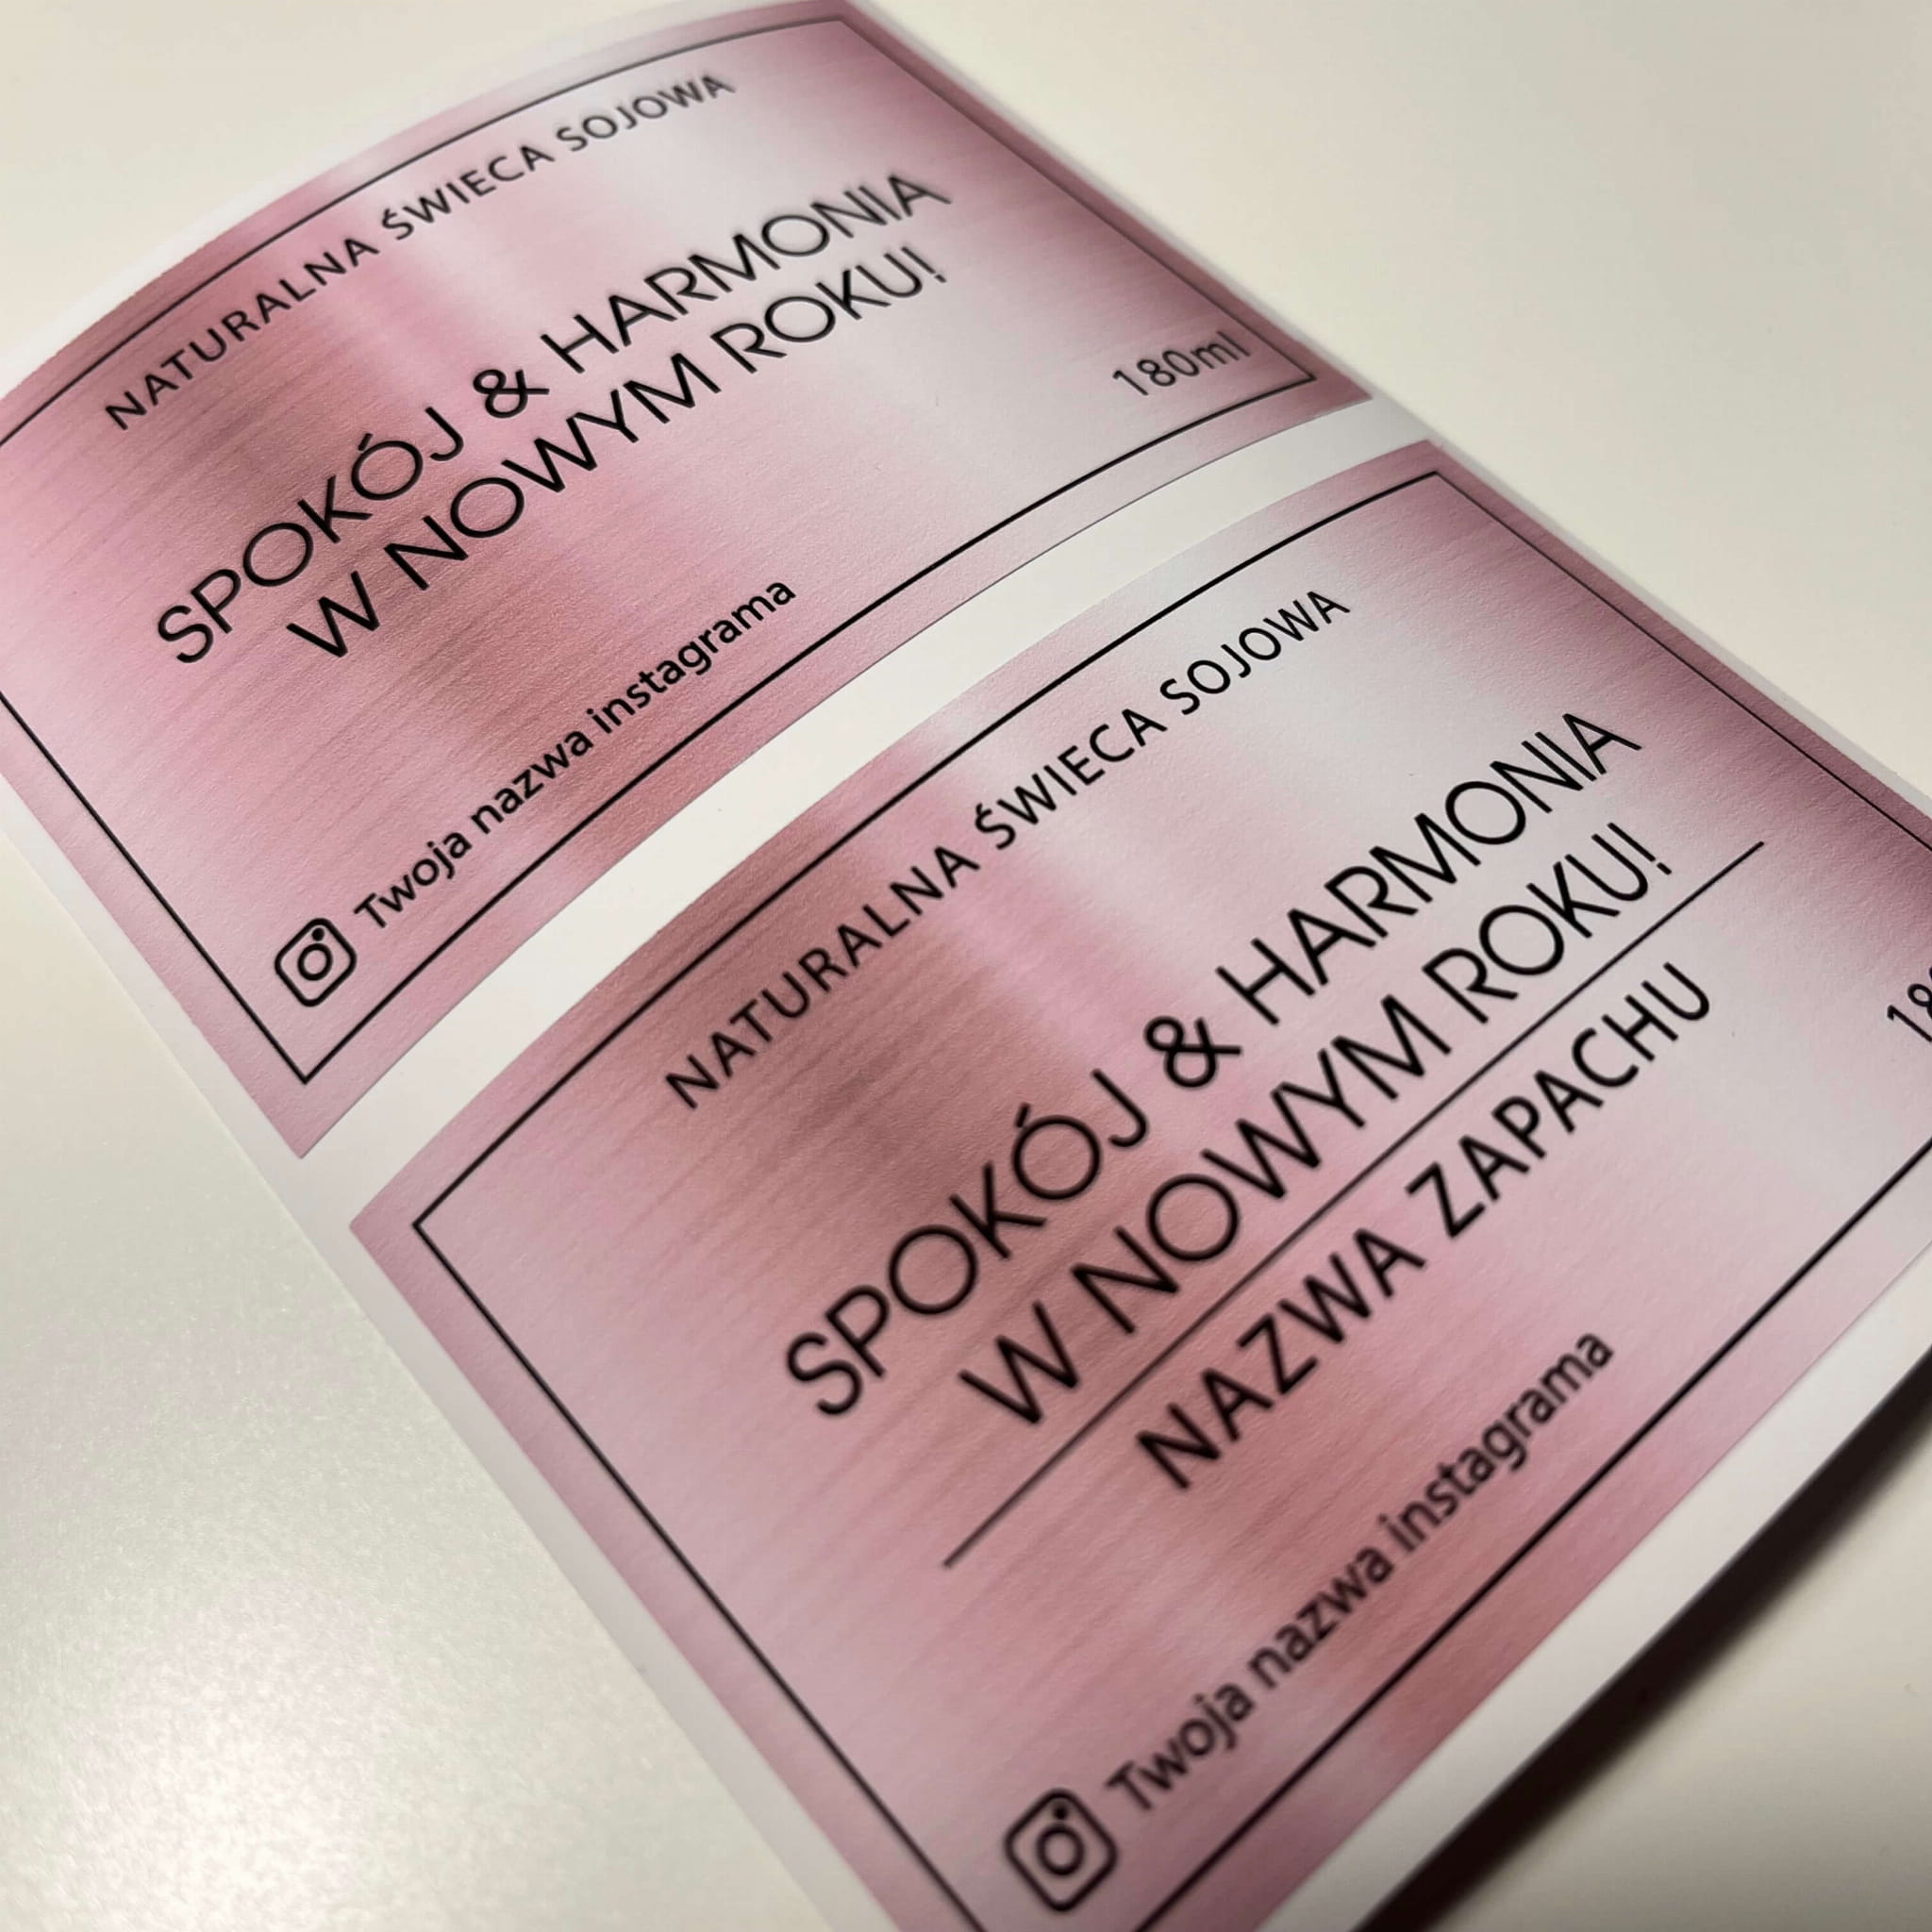 NATURALNA ŚWIECA SOJOWA
SPOKÓJ & HARMONIA
W NOWYM ROKU!
180ml
Twoja nazwa instagrama
NATURALNA ŚWIECA SOJOWA
SPOKÓJ & HARMONIA
W NOWYM ROKU!
NAZWA ZAPACHU
Twoja nazwa instagrama